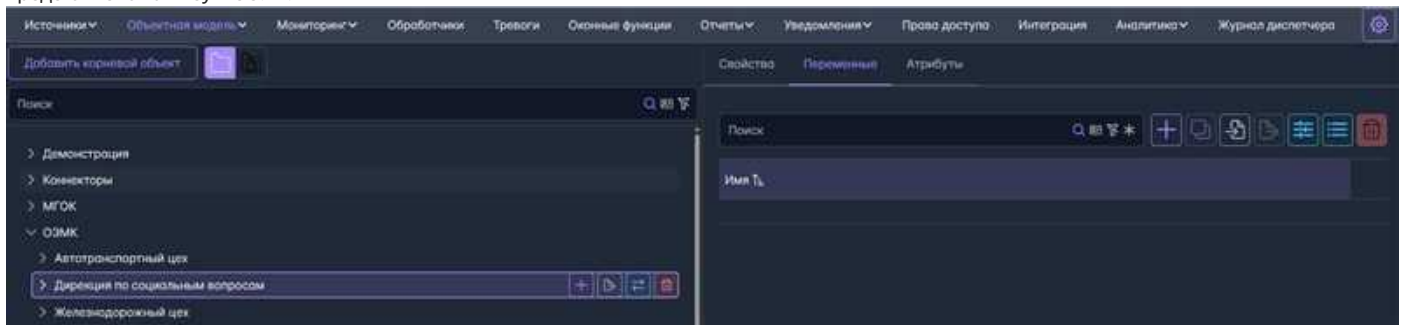 Источники Объектная модель Мониторинг Обработчики Тревоги Оконные функции Отчеты Уведомления Права доступа Интеграция Аналитика Журнал диспетчера
Добавить корневой объект
Свойства Переменные Атрибуты
Поиск
Поиск
Имя
Демонстрация
Коннекторы
МГОК
ОЭМК
Автотранспортный цех
Дирекция по социальным вопросам
Железнодорожный цех